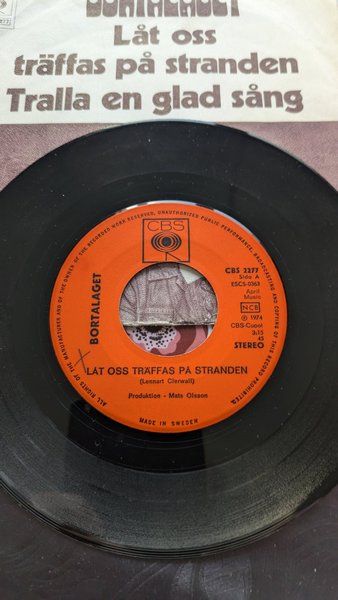 BORTALAGET
Låt oss
träffas på stranden
Tralla en glad sång
CBS
ALL RIGHTS OF THE MANUFACTURER AND OF THE OWNER OF THE RECORDED WORK RESERVED, UNAUTHORIZED PUBLIC PERFORMANCE, BROADCASTING AND COPYING OF THIS RECORD PROHIBITED
BORTALAGET
CBS 2277
Side A
ESCS-0363
April
Music
NCB
℗ 1974
CBS-Cupol
3:15
45
STEREO
LÅT OSS TRÄFFAS PÅ STRANDEN
(Lennart Clerwall)
Produktion - Mats Olsson
MADE IN SWEDEN